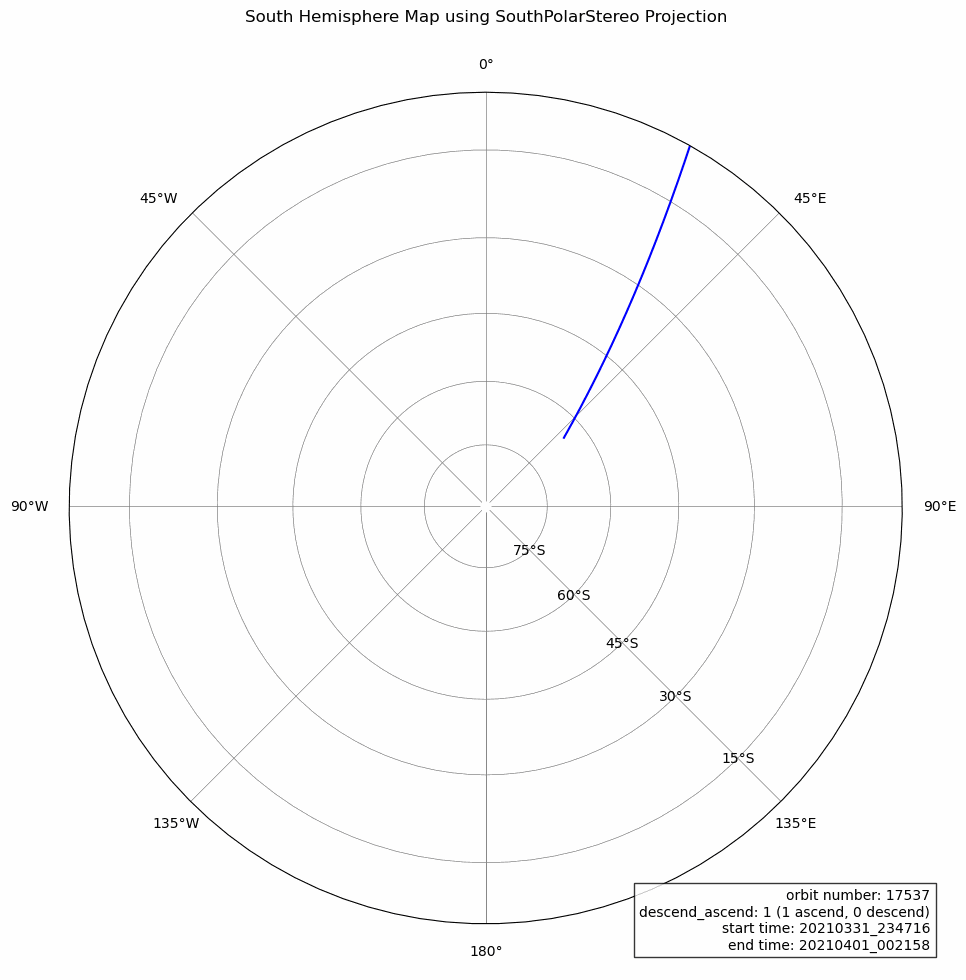 South Hemisphere Map using SouthPolarStereo Projection
0°
45°W
45°E
90°W
90°E
75°S
60°S
45°S
30°S
15°S
135°W
135°E
orbit number: 17537
descend_ascend: 1 (1 ascend, 0 descend)
start time: 20210331_234716
end time: 20210401_002158
180°